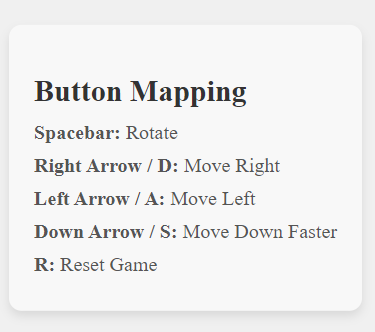 Button Mapping
Spacebar: Rotate
Right Arrow / D: Move Right
Left Arrow / A: Move Left
Down Arrow / S: Move Down Faster
R: Reset Game